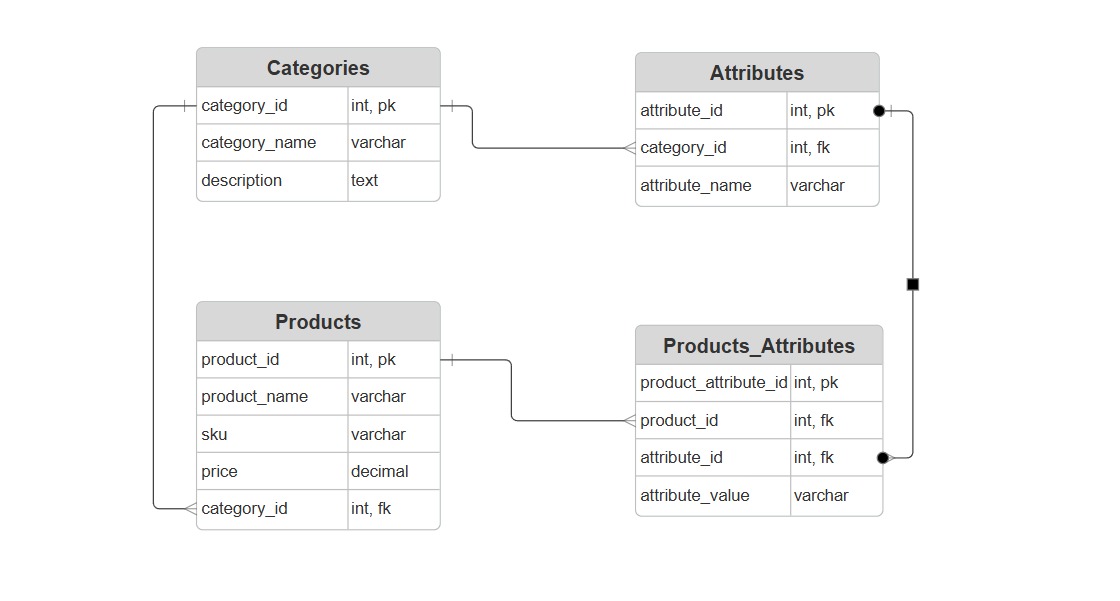 Categories
category_id int, pk
category_name varchar
description text
Attributes
attribute_id int, pk
category_id int, fk
attribute_name varchar
Products
product_id int, pk
product_name varchar
sku varchar
price decimal
category_id int, fk
Products_Attributes
product_attribute_id int, pk
product_id int, fk
attribute_id int, fk
attribute_value varchar